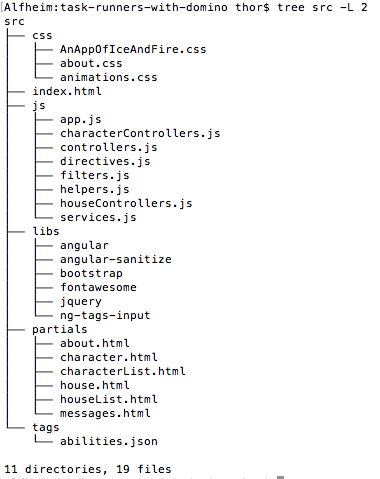 [Alfheim:task-runners-with-domino thor$ tree src -L 2
src
├── css
│   ├── AnAppOfIceAndFire.css
│   ├── about.css
│   └── animations.css
├── index.html
├── js
│   ├── app.js
│   ├── characterControllers.js
│   ├── controllers.js
│   ├── directives.js
│   ├── filters.js
│   ├── helpers.js
│   ├── houseControllers.js
│   └── services.js
├── libs
│   ├── angular
│   ├── angular-sanitize
│   ├── bootstrap
│   ├── fontawesome
│   ├── jquery
│   └── ng-tags-input
├── partials
│   ├── about.html
│   ├── character.html
│   ├── characterList.html
│   ├── house.html
│   ├── houseList.html
│   └── messages.html
└── tags
    └── abilities.json
11 directories, 19 files